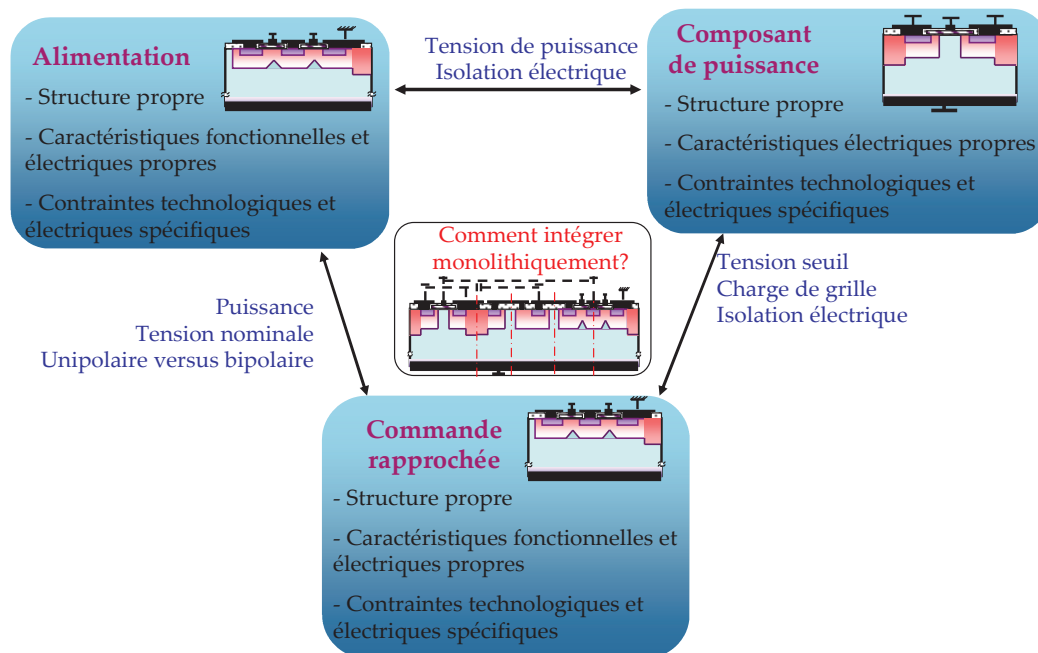 Alimentation
- Structure propre
- Caractéristiques fonctionnelles et
électriques propres
- Contraintes technologiques et
électriques spécifiques
Tension de puissance
Isolation électrique
Composant
de puissance
- Structure propre
- Caractéristiques électriques propres
- Contraintes technologiques et
électriques spécifiques
Comment intégrer
monolithiquement?
Puissance
Tension nominale
Unipolaire versus bipolaire
Tension seuil
Charge de grille
Isolation électrique
Commande
rapprochée
- Structure propre
- Caractéristiques fonctionnelles et
électriques propres
- Contraintes technologiques et
électriques spécifiques